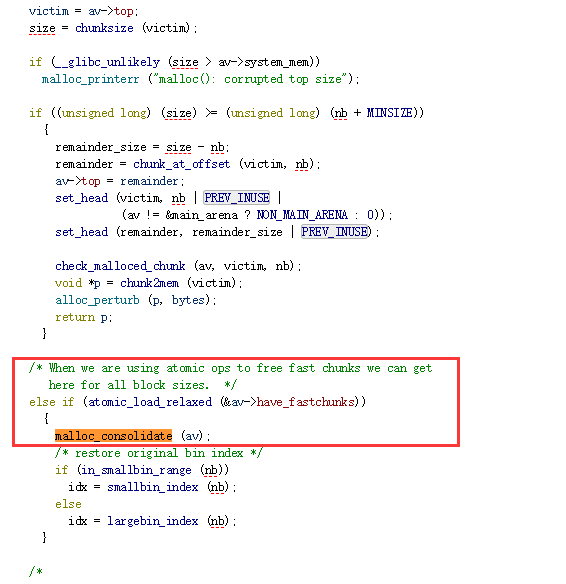 victim = av->top;
size = chunksize (victim);
if (__glibc_unlikely (size > av->system_mem))
malloc_printerr ("malloc(): corrupted top size");
if ((unsigned long) (size) >= (unsigned long) (nb + MINSIZE))
{
remainder_size = size - nb;
remainder = chunk_at_offset (victim, nb);
av->top = remainder;
set_head (victim, nb | PREV_INUSE |
(av != &main_arena ? NON_MAIN_ARENA : 0));
set_head (remainder, remainder_size | PREV_INUSE);
check_malloced_chunk (av, victim, nb);
void *p = chunk2mem (victim);
alloc_perturb (p, bytes);
return p;
}
/* When we are using atomic ops to free fast chunks we can get
here for all block sizes.  */
else if (atomic_load_relaxed (&av->have_fastchunks))
{
malloc_consolidate (av);
/* restore original bin index */
if (in_smallbin_range (nb))
idx = smallbin_index (nb);
else
idx = largebin_index (nb);
}
/*